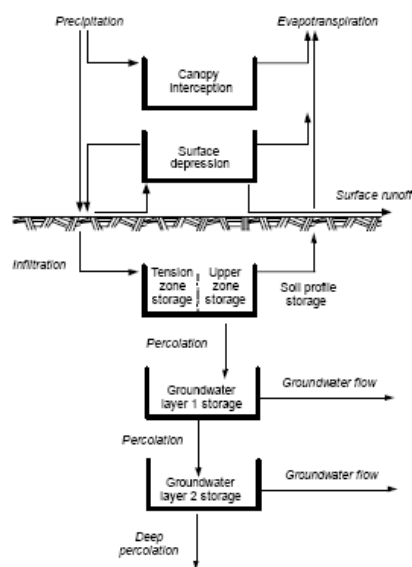 Precipitation
Evapotranspiration
Canopy
interception
Surface
depression
Surface runoff
Infiltration
Tension
zone
storage
Upper
zone
storage
Soil profile
storage
Percolation
Groundwater
layer 1 storage
Groundwater flow
Percolation
Groundwater
layer 2 storage
Groundwater flow
Deep
percolation